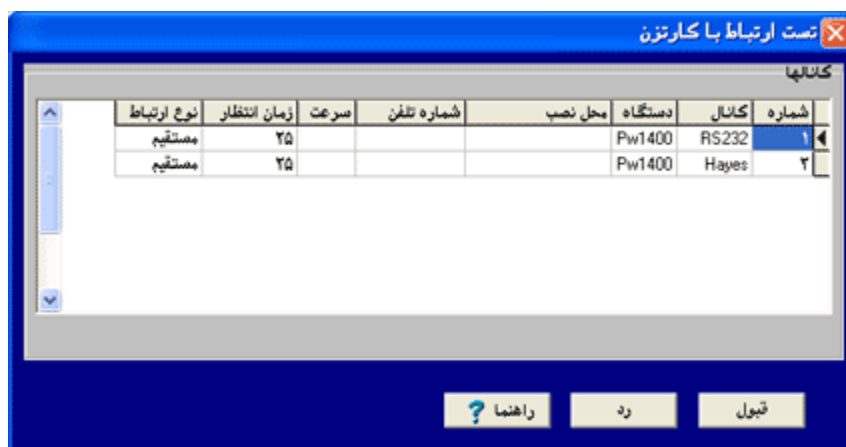 تست ارتباط با کارتزن
کانالها
شماره کانال دستگاه محل نصب شماره تلفن سرعت زمان انتظار نوع ارتباط
۱ RS232 Pw1400 ۲۵ مستقیم
۲ Hayes Pw1400 ۲۵ مستقیم
قبول رد راهنما ?